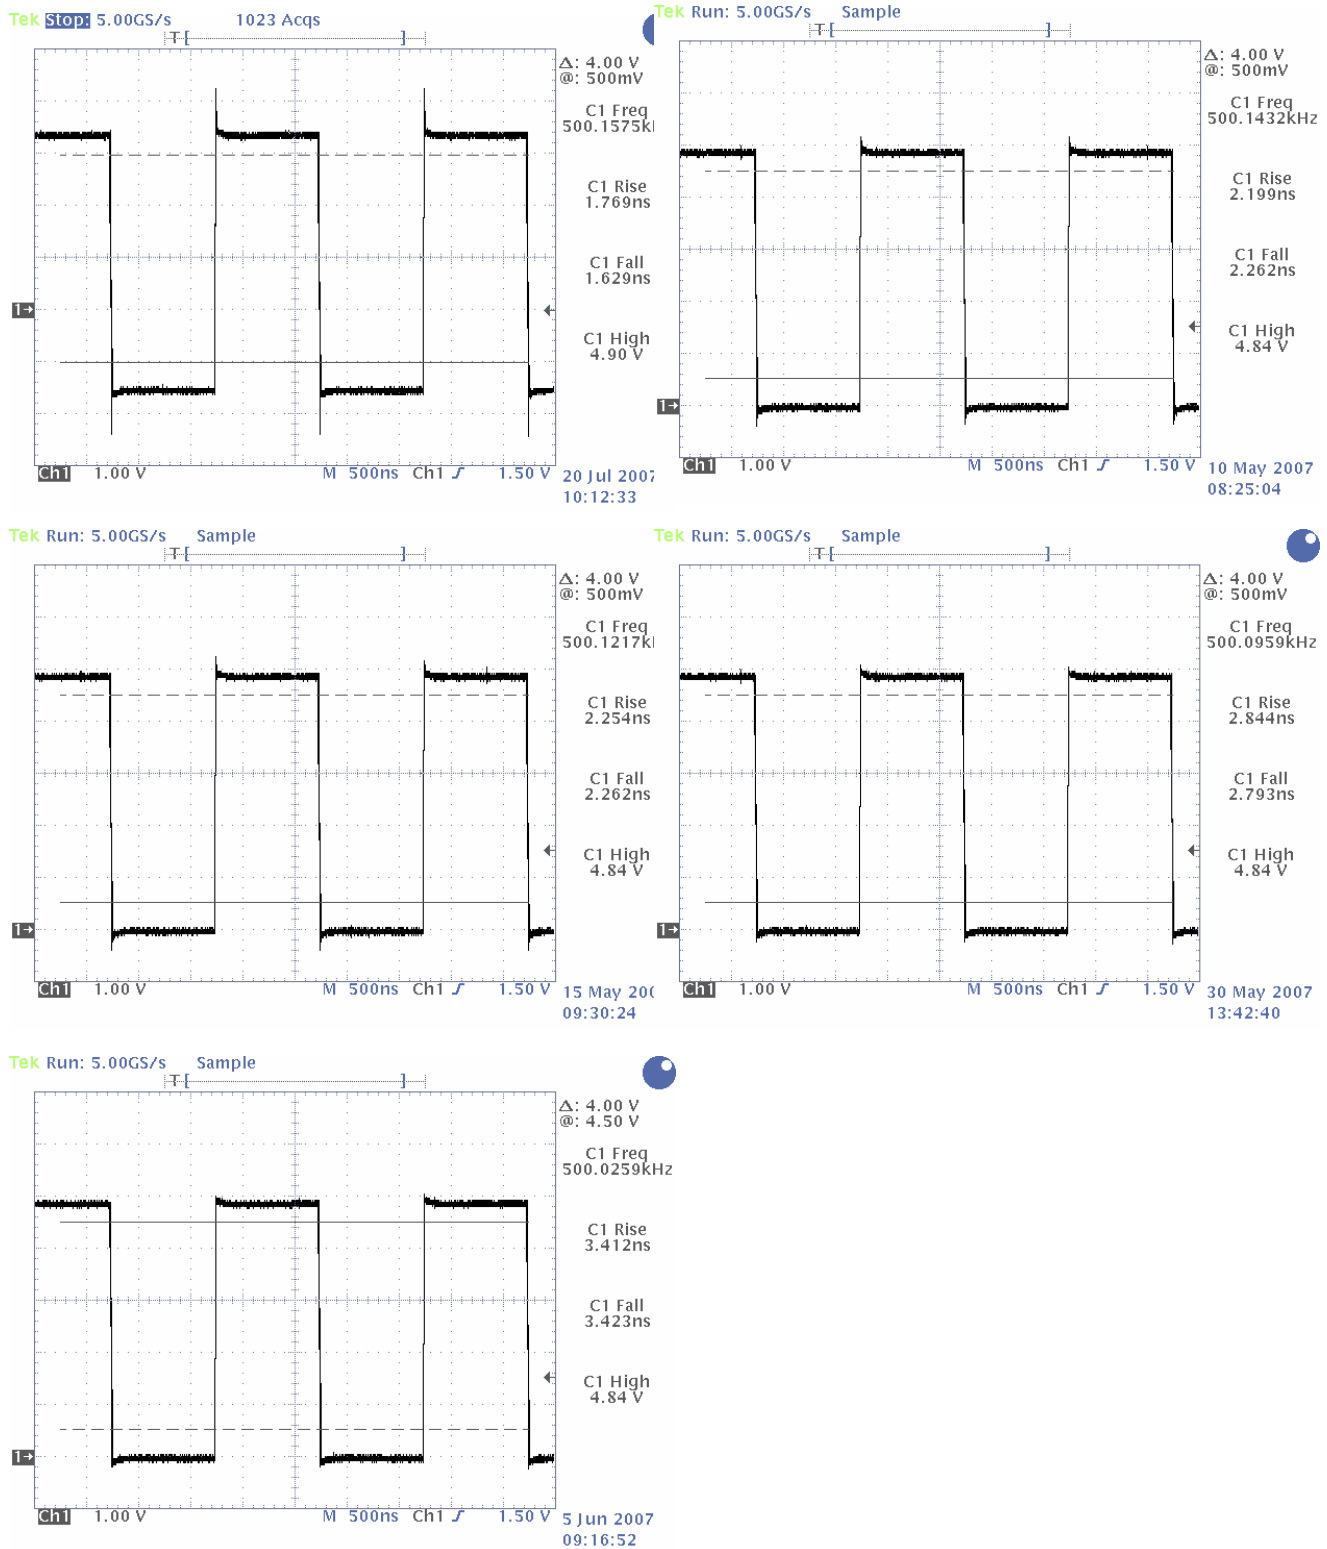 Tek Stop: 5.00GS/s 1023 Acqs
T
Δ: 4.00 V
@: 500mV
C1 Freq
500.1575k
C1 Rise
1.769ns
C1 Fall
1.629ns
C1 High
4.90 V
1→
Ch1 1.00 V M 500ns Ch1 1.50 V
20 Jul 2007
10:12:33
Tek Run: 5.00GS/s Sample
T
Δ: 4.00 V
@: 500mV
C1 Freq
500.1432kHz
C1 Rise
2.199ns
C1 Fall
2.262ns
C1 High
4.84 V
1→
Ch1 1.00 V M 500ns Ch1 1.50 V
10 May 2007
08:25:04
Tek Run: 5.00GS/s Sample
T
Δ: 4.00 V
@: 500mV
C1 Freq
500.1217k
C1 Rise
2.254ns
C1 Fall
2.262ns
C1 High
4.84 V
1→
Ch1 1.00 V M 500ns Ch1 1.50 V
15 May 200
09:30:24
Tek Run: 5.00GS/s Sample
T
Δ: 4.00 V
@: 500mV
C1 Freq
500.0959kHz
C1 Rise
2.844ns
C1 Fall
2.793ns
C1 High
4.84 V
1→
Ch1 1.00 V M 500ns Ch1 1.50 V
30 May 2007
13:42:40
Tek Run: 5.00GS/s Sample
T
Δ: 4.00 V
@: 4.50 V
C1 Freq
500.0259kHz
C1 Rise
3.412ns
C1 Fall
3.423ns
C1 High
4.84 V
1→
Ch1 1.00 V M 500ns Ch1 1.50 V
5 Jun 2007
09:16:52